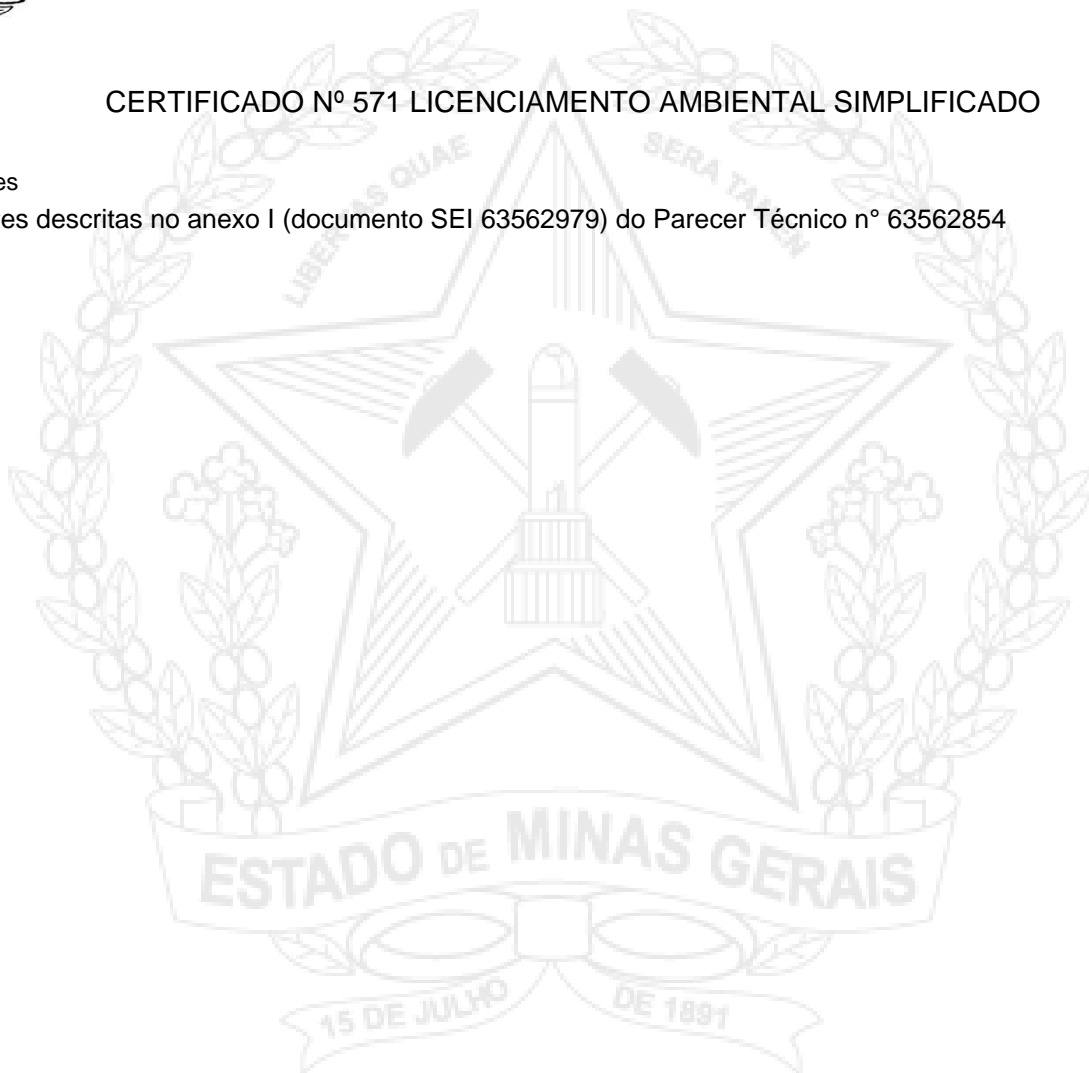 CERTIFICADO Nº 571 LICENCIAMENTO AMBIENTAL SIMPLIFICADO
es
es descritas no anexo I (documento SEI 63562979) do Parecer Técnico n° 63562854
LIBERTAS QUAE SERA TAMEN
ESTADO DE MINAS GERAIS
15 DE JULHO DE 1891